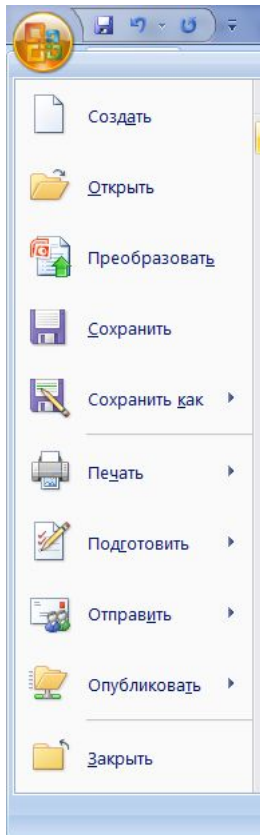 Создать
Открыть
Преобразовать
Сохранить
Сохранить как
Печать
Подготовить
Отправить
Опубликовать
Закрыть